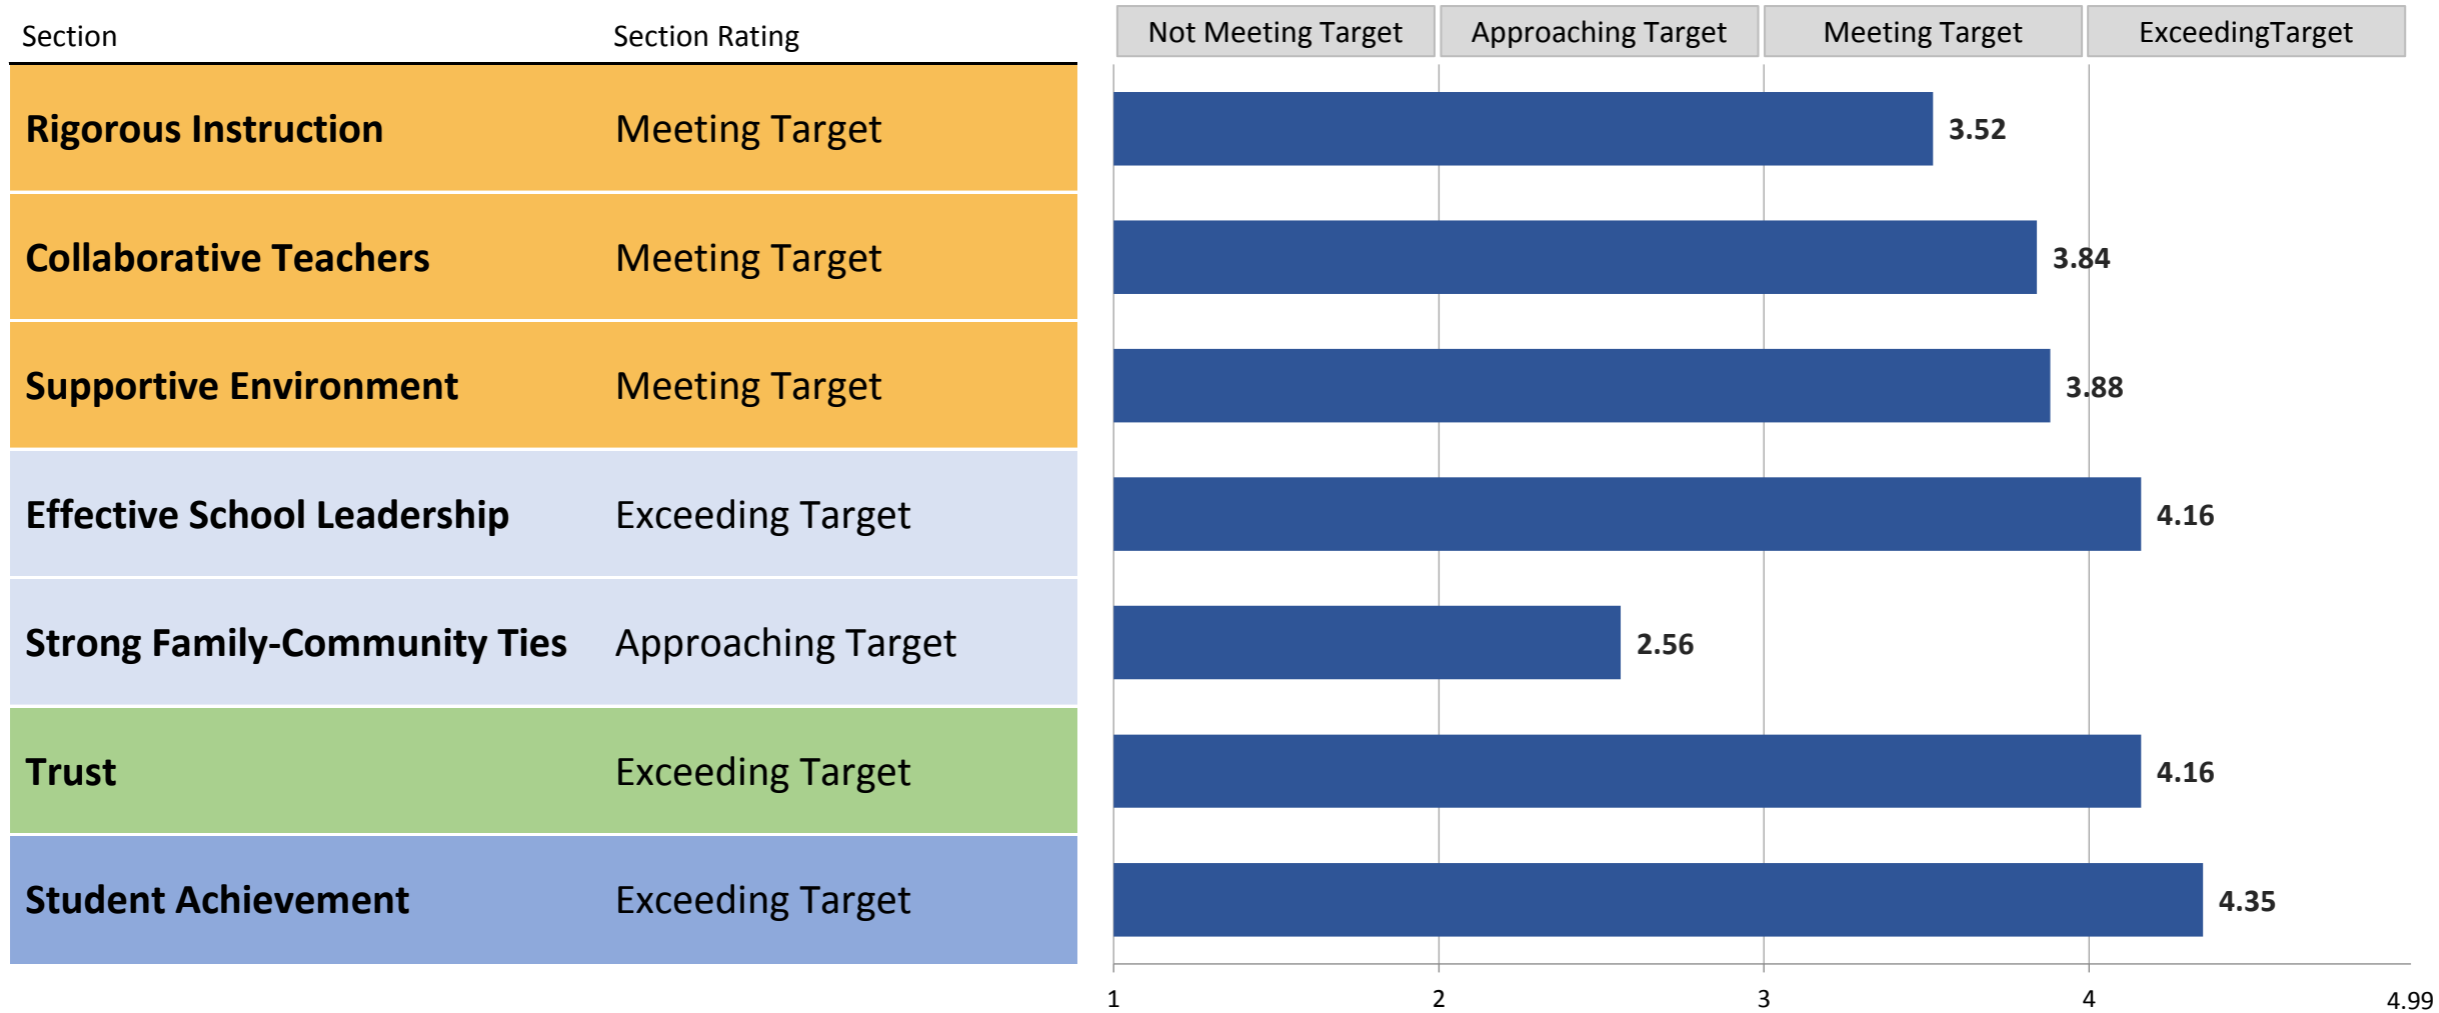 Section Section Rating Not Meeting Target Approaching Target Meeting Target ExceedingTarget
Rigorous Instruction Meeting Target 3.52
Collaborative Teachers Meeting Target 3.84
Supportive Environment Meeting Target 3.88
Effective School Leadership Exceeding Target 4.16
Strong Family-Community Ties Approaching Target 2.56
Trust Exceeding Target 4.16
Student Achievement Exceeding Target 4.35
1 2 3 4 4.99